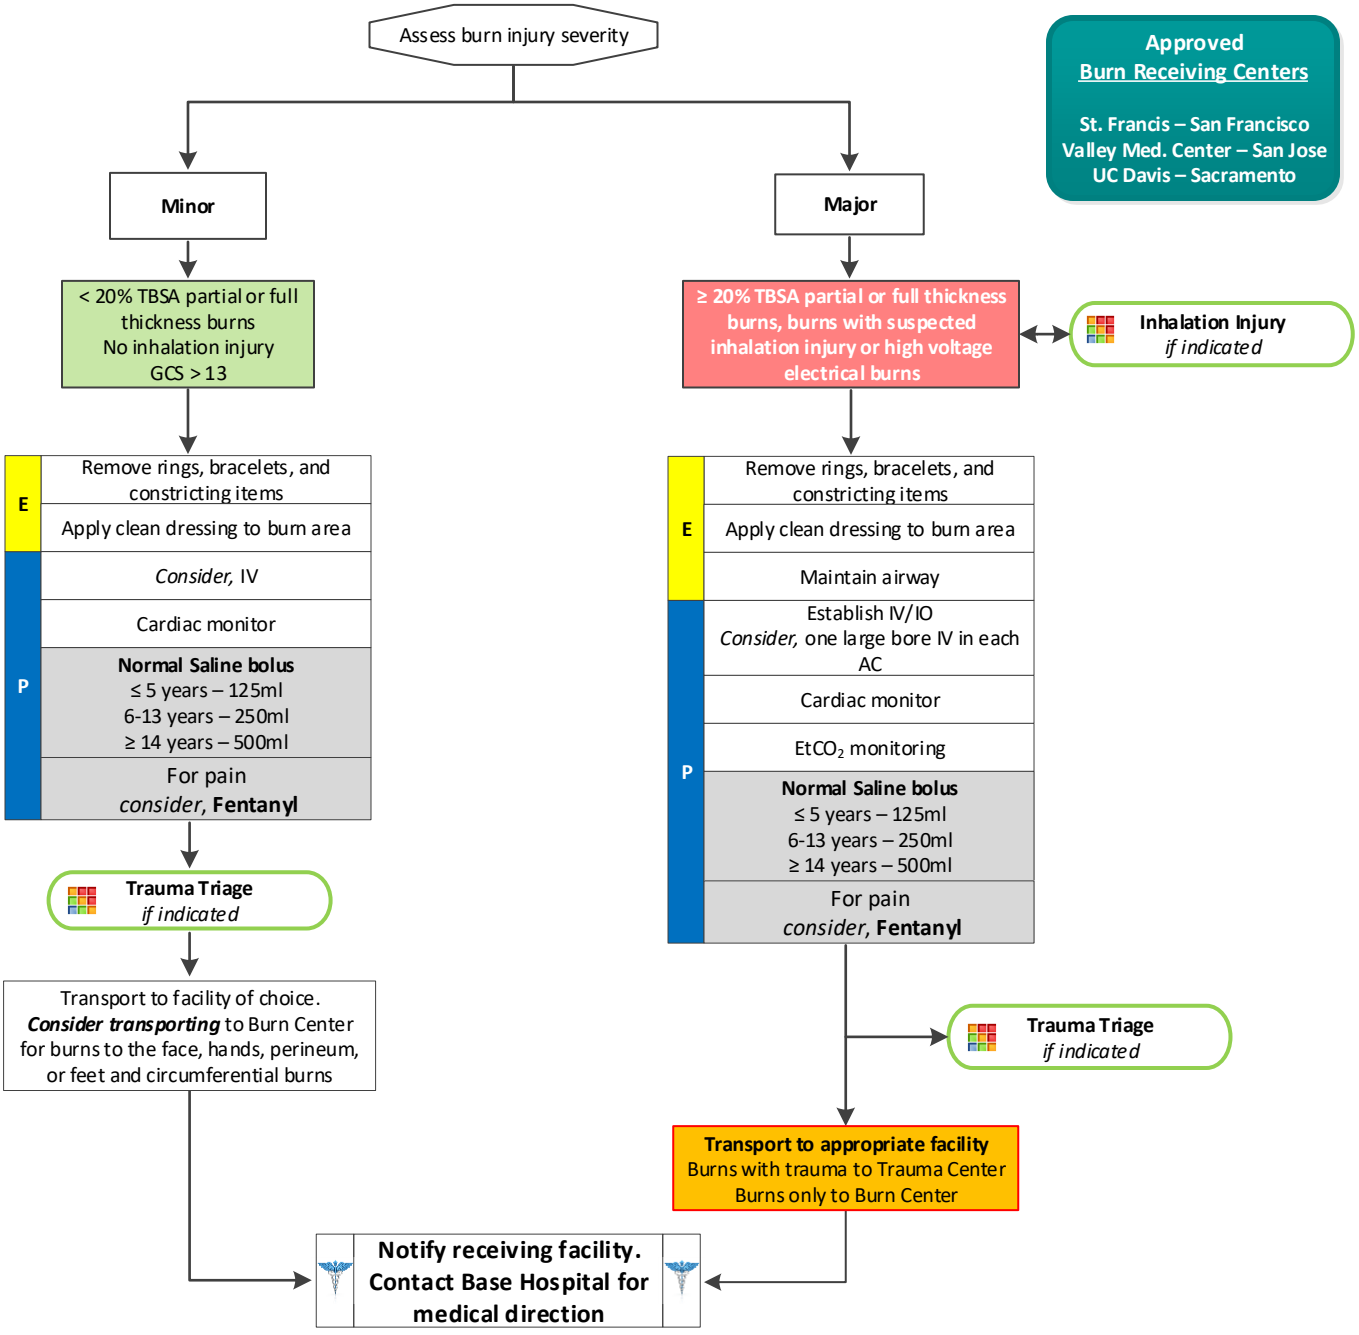 Assess burn injury severity
Approved
Burn Receiving Centers
St. Francis – San Francisco
Valley Med. Center – San Jose
UC Davis – Sacramento
Minor
< 20% TBSA partial or full
thickness burns
No inhalation injury
GCS > 13
E
Remove rings, bracelets, and
constricting items
Apply clean dressing to burn area
P
Consider, IV
Cardiac monitor
Normal Saline bolus
≤ 5 years – 125ml
6-13 years – 250ml
≥ 14 years – 500ml
For pain
consider, Fentanyl
Trauma Triage
if indicated
Transport to facility of choice.
Consider transporting to Burn Center
for burns to the face, hands, perineum,
or feet and circumferential burns
Major
≥ 20% TBSA partial or full thickness
burns, burns with suspected
inhalation injury or high voltage
electrical burns
Inhalation Injury
if indicated
E
Remove rings, bracelets, and
constricting items
Apply clean dressing to burn area
Maintain airway
P
Establish IV/IO
Consider, one large bore IV in each
AC
Cardiac monitor
EtCO₂ monitoring
Normal Saline bolus
≤ 5 years – 125ml
6-13 years – 250ml
≥ 14 years – 500ml
For pain
consider, Fentanyl
Trauma Triage
if indicated
Transport to appropriate facility
Burns with trauma to Trauma Center
Burns only to Burn Center
Notify receiving facility.
Contact Base Hospital for
medical direction